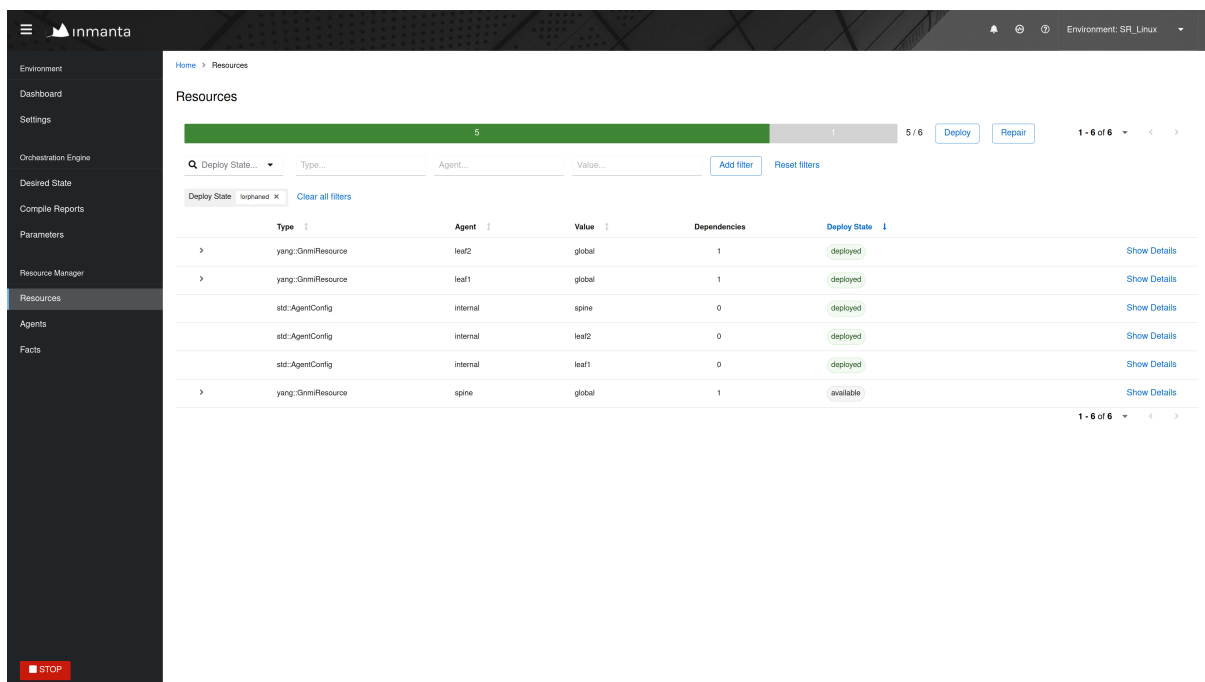 inmanta
Environment: SR_Linux
Environment
Dashboard
Settings
Orchestration Engine
Desired State
Compile Reports
Parameters
Resource Manager
Resources
Agents
Facts
STOP
Home > Resources
Resources
5 1 5 / 6 Deploy Repair 1 - 6 of 6
Deploy State... Type... Agent... Value... Add filter Reset filters
Deploy State !orphaned × Clear all filters
Type Agent Value Dependencies Deploy State
yang::GnmiResource leaf2 global 1 deployed Show Details
yang::GnmiResource leaf1 global 1 deployed Show Details
std::AgentConfig internal spine 0 deployed Show Details
std::AgentConfig internal leaf2 0 deployed Show Details
std::AgentConfig internal leaf1 0 deployed Show Details
yang::GnmiResource spine global 1 available Show Details
1 - 6 of 6